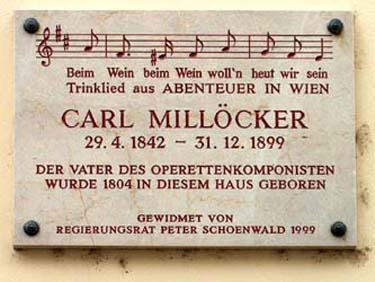 Beim Wein beim Wein woll'n heut wir sein
Trinklied aus ABENTEUER IN WIEN
CARL MILLÖCKER
29.4.1842 – 31.12.1899
DER VATER DES OPERETTENKOMPONISTEN
WURDE 1804 IN DIESEM HAUS GEBOREN
GEWIDMET VON
REGIERUNGSRAT PETER SCHOENWALD 1999